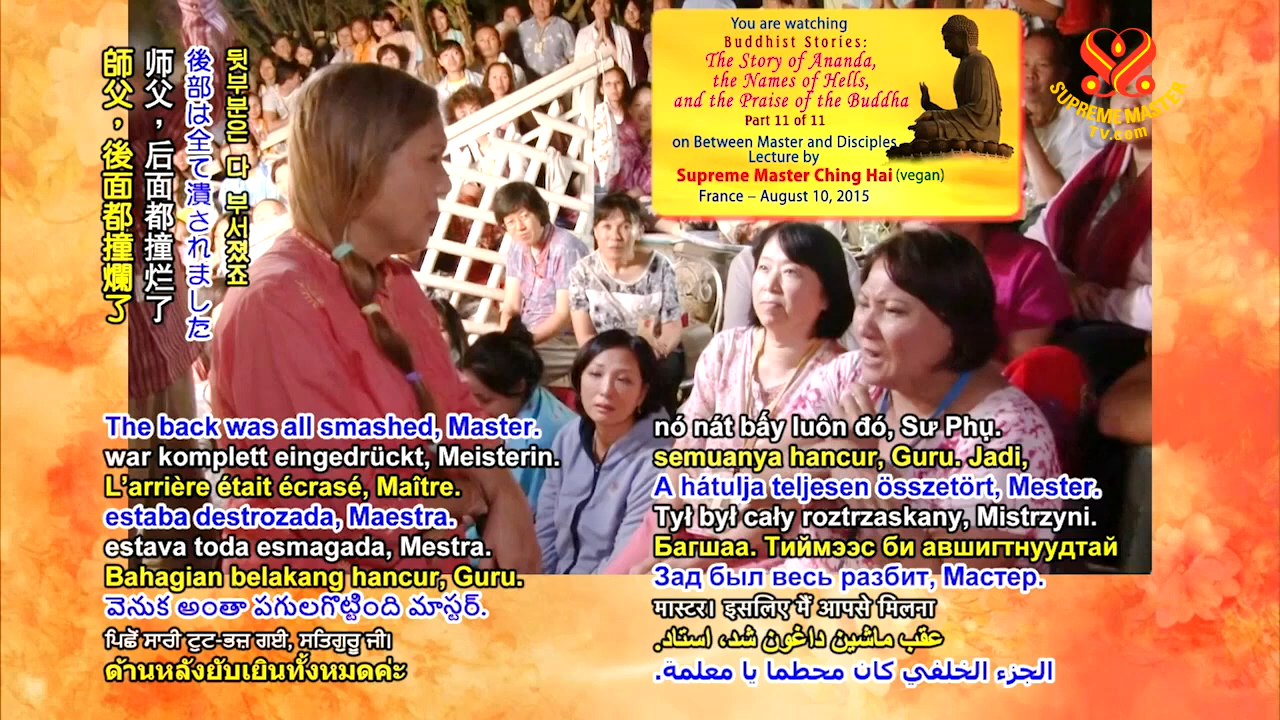 You are watching
Buddhist Stories:
The Story of Ananda,
the Names of Hells,
and the Praise of the Buddha
Part 11 of 11
on Between Master and Disciples
Lecture by
Supreme Master Ching Hai (vegan)
France – August 10, 2015
SUPREME MASTER
TV.com
師父，後面都撞爛了
师父，后面都撞烂了
後部は全て潰されました
뒷부분은 다 부서졌죠
The back was all smashed, Master.
war komplett eingedrückt, Meisterin.
L’arrière était écrasé, Maître.
estaba destrozada, Maestra.
estava toda esmagada, Mestra.
Bahagian belakang hancur, Guru.
వెనుక అంతా పగులగొట్టింది మాస్టర్.
ਪਿਛੋਂ ਸਾਰੀ ਟੁਟ-ਭਜ਼ ਗਈ, ਸਤਿਗੁਰੂ ਜੀ।
ด้านหลังยับเยินทั้งหมดค่ะ
nó nát bấy luôn đó, Sư Phụ.
semuanya hancur, Guru. Jadi,
A hátulja teljesen összetört, Mester.
Tył był cały roztrzaskany, Mistrzyni.
Багшаа. Тиймээс би авшигтнуудтай
Зад был весь разбит, Мастер.
मास्टर। इसलिए मैं आपसे मिलना
عقب ماشین داغون شد، استاد.
الجزء الخلفي كان محطما يا معلمة.